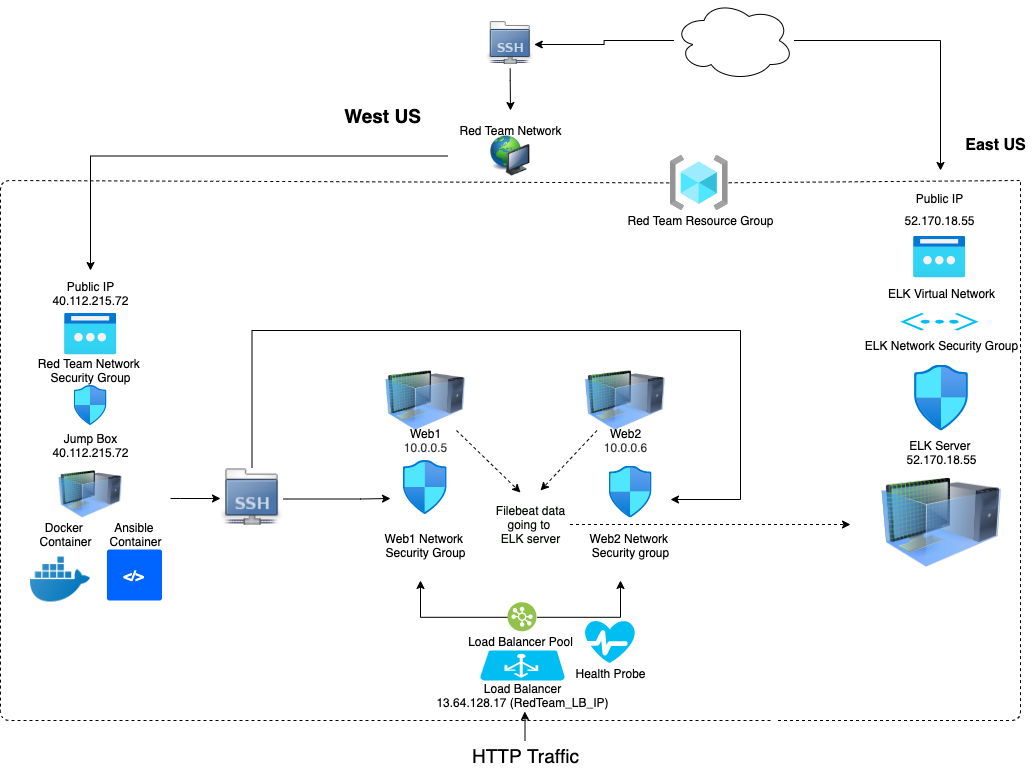 SSH
West US
Red Team Network
East US
Red Team Resource Group
Public IP
52.170.18.55
ELK Virtual Network
ELK Network Security Group
ELK Server
52.170.18.55
Public IP
40.112.215.72
Red Team Network
Security Group
Jump Box
40.112.215.72
Docker
Container
Ansible
Container
</>
SSH
Web1
10.0.0.5
Web2
10.0.0.6
Filebeat data
going to
ELK server
Web1 Network
Security Group
Web2 Network
Security group
Load Balancer Pool
Health Probe
Load Balancer
13.64.128.17 (RedTeam_LB_IP)
HTTP Traffic